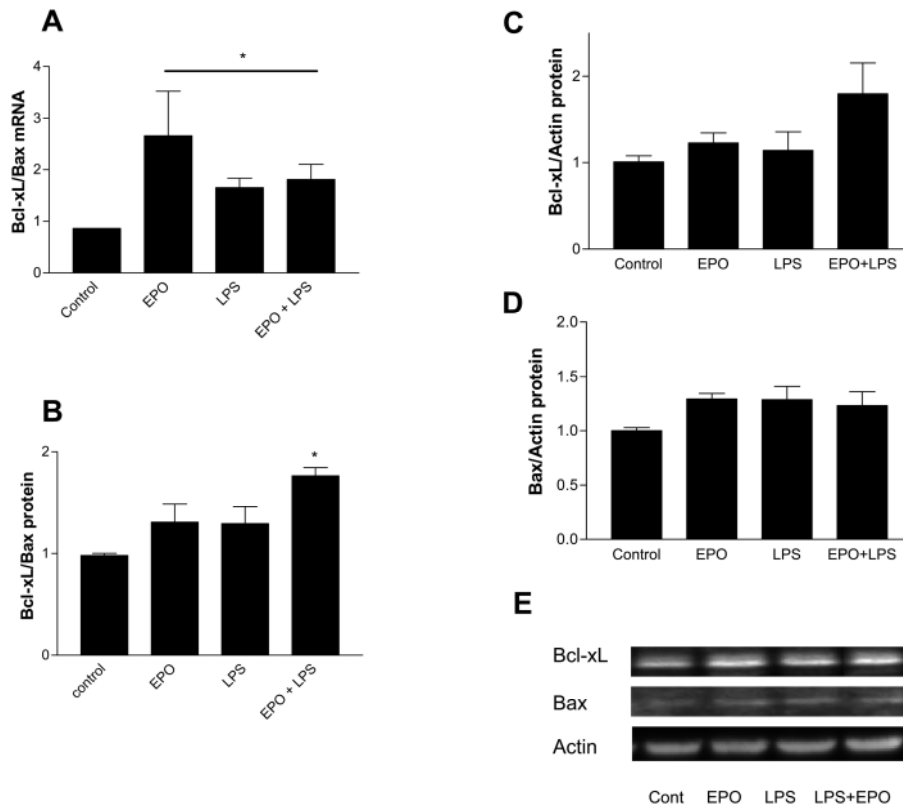 A
*
Bcl-xL/Bax mRNA
4
3
2
1
0
Control
EPO
LPS
EPO + LPS
B
*
Bcl-xL/Bax protein
2
1
0
control
EPO
LPS
EPO + LPS
C
Bcl-xL/Actin protein
2
1
0
Control EPO LPS EPO+LPS
D
Bax/Actin protein
2.0
1.5
1.0
0.5
0.0
Control EPO LPS EPO+LPS
E
Bcl-xL
Bax
Actin
Cont EPO LPS LPS+EPO